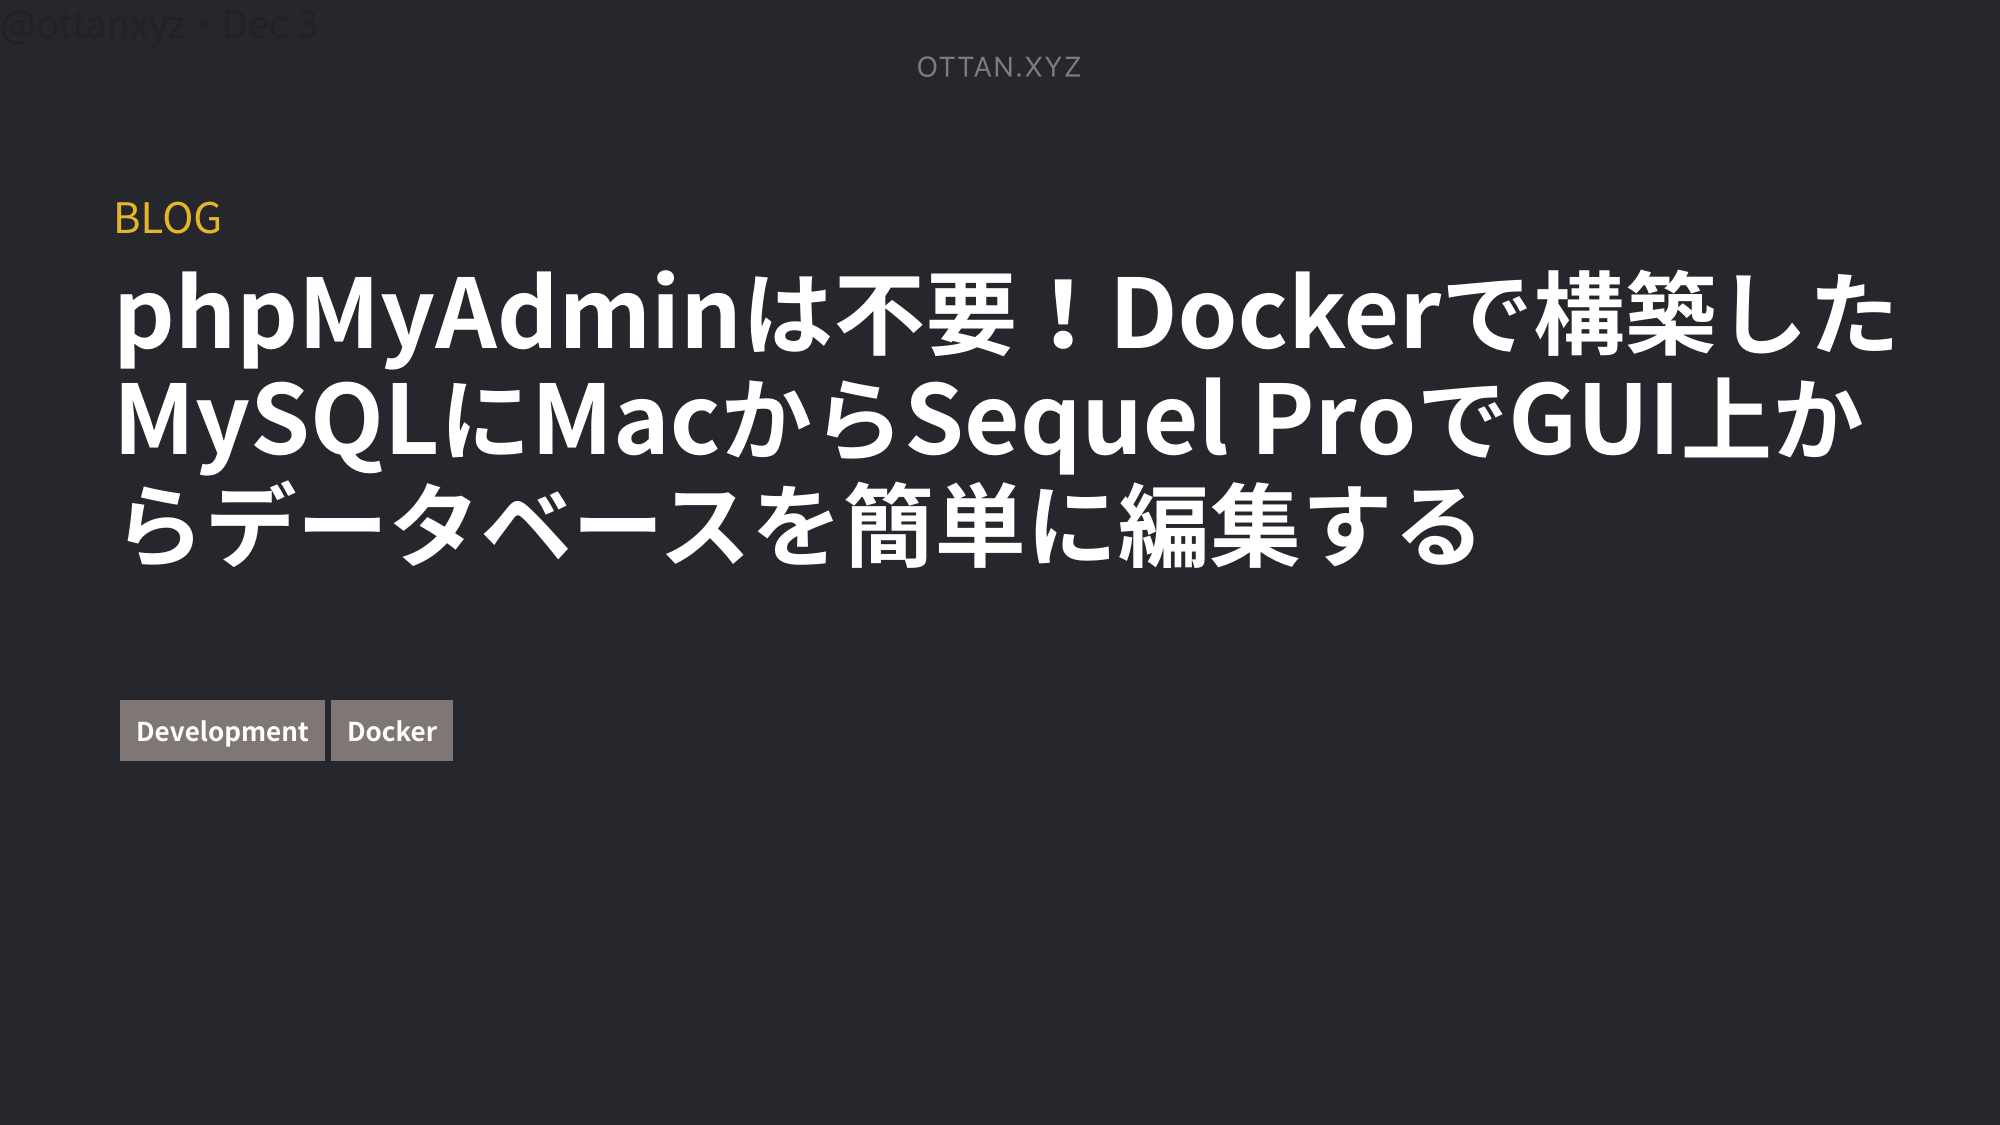 @ottanxyz・Dec 3
OTTAN.XYZ
BLOG
phpMyAdminは不要！Dockerで構築した
MySQLにMacからSequel ProでGUI上か
らデータベースを簡単に編集する
Development Docker